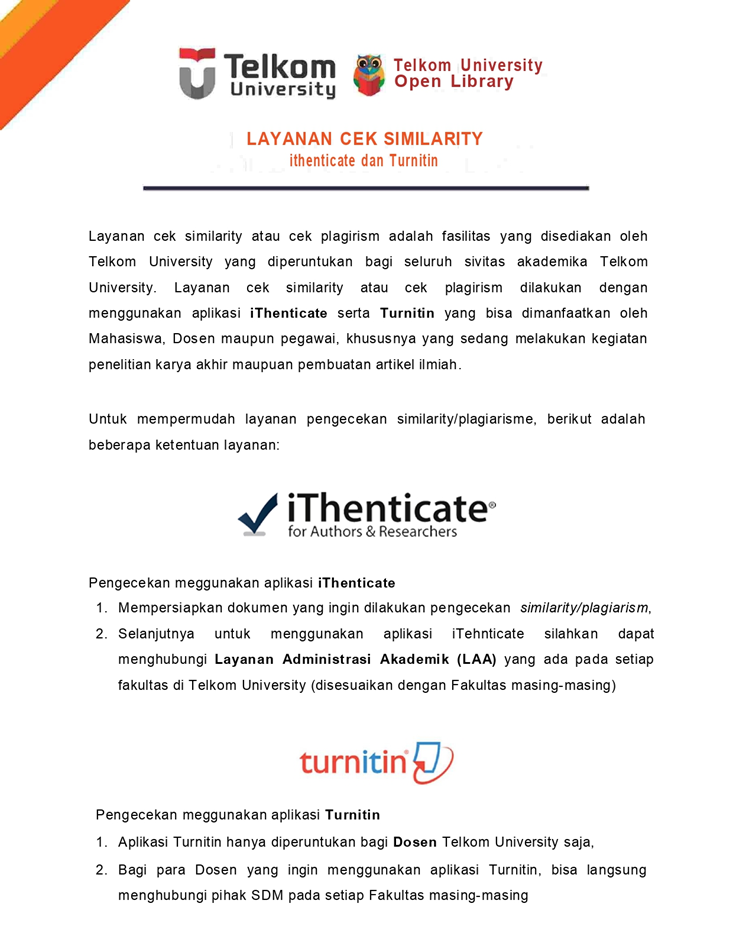 Telkom University
Telkom University
Open Library
LAYANAN CEK SIMILARITY
ithenticate dan Turnitin
Layanan cek similarity atau cek plagirism adalah fasilitas yang disediakan oleh
Telkom University yang diperuntukan bagi seluruh sivitas akademika Telkom
University. Layanan cek similarity atau cek plagirism dilakukan dengan
menggunakan aplikasi iThenticate serta Turnitin yang bisa dimanfaatkan oleh
Mahasiswa, Dosen maupun pegawai, khususnya yang sedang melakukan kegiatan
penelitian karya akhir maupuan pembuatan artikel ilmiah.
Untuk mempermudah layanan pengecekan similarity/plagiarisme, berikut adalah
beberapa ketentuan layanan:
iThenticate®
for Authors & Researchers
Pengecekan meggunakan aplikasi iThenticate
1. Mempersiapkan dokumen yang ingin dilakukan pengecekan similarity/plagiarism,
2. Selanjutnya untuk menggunakan aplikasi iTehnticate silahkan dapat
menghubungi Layanan Administrasi Akademik (LAA) yang ada pada setiap
fakultas di Telkom University (disesuaikan dengan Fakultas masing-masing)
turnitin®
Pengecekan meggunakan aplikasi Turnitin
1. Aplikasi Turnitin hanya diperuntukan bagi Dosen Telkom University saja,
2. Bagi para Dosen yang ingin menggunakan aplikasi Turnitin, bisa langsung
menghubungi pihak SDM pada setiap Fakultas masing-masing